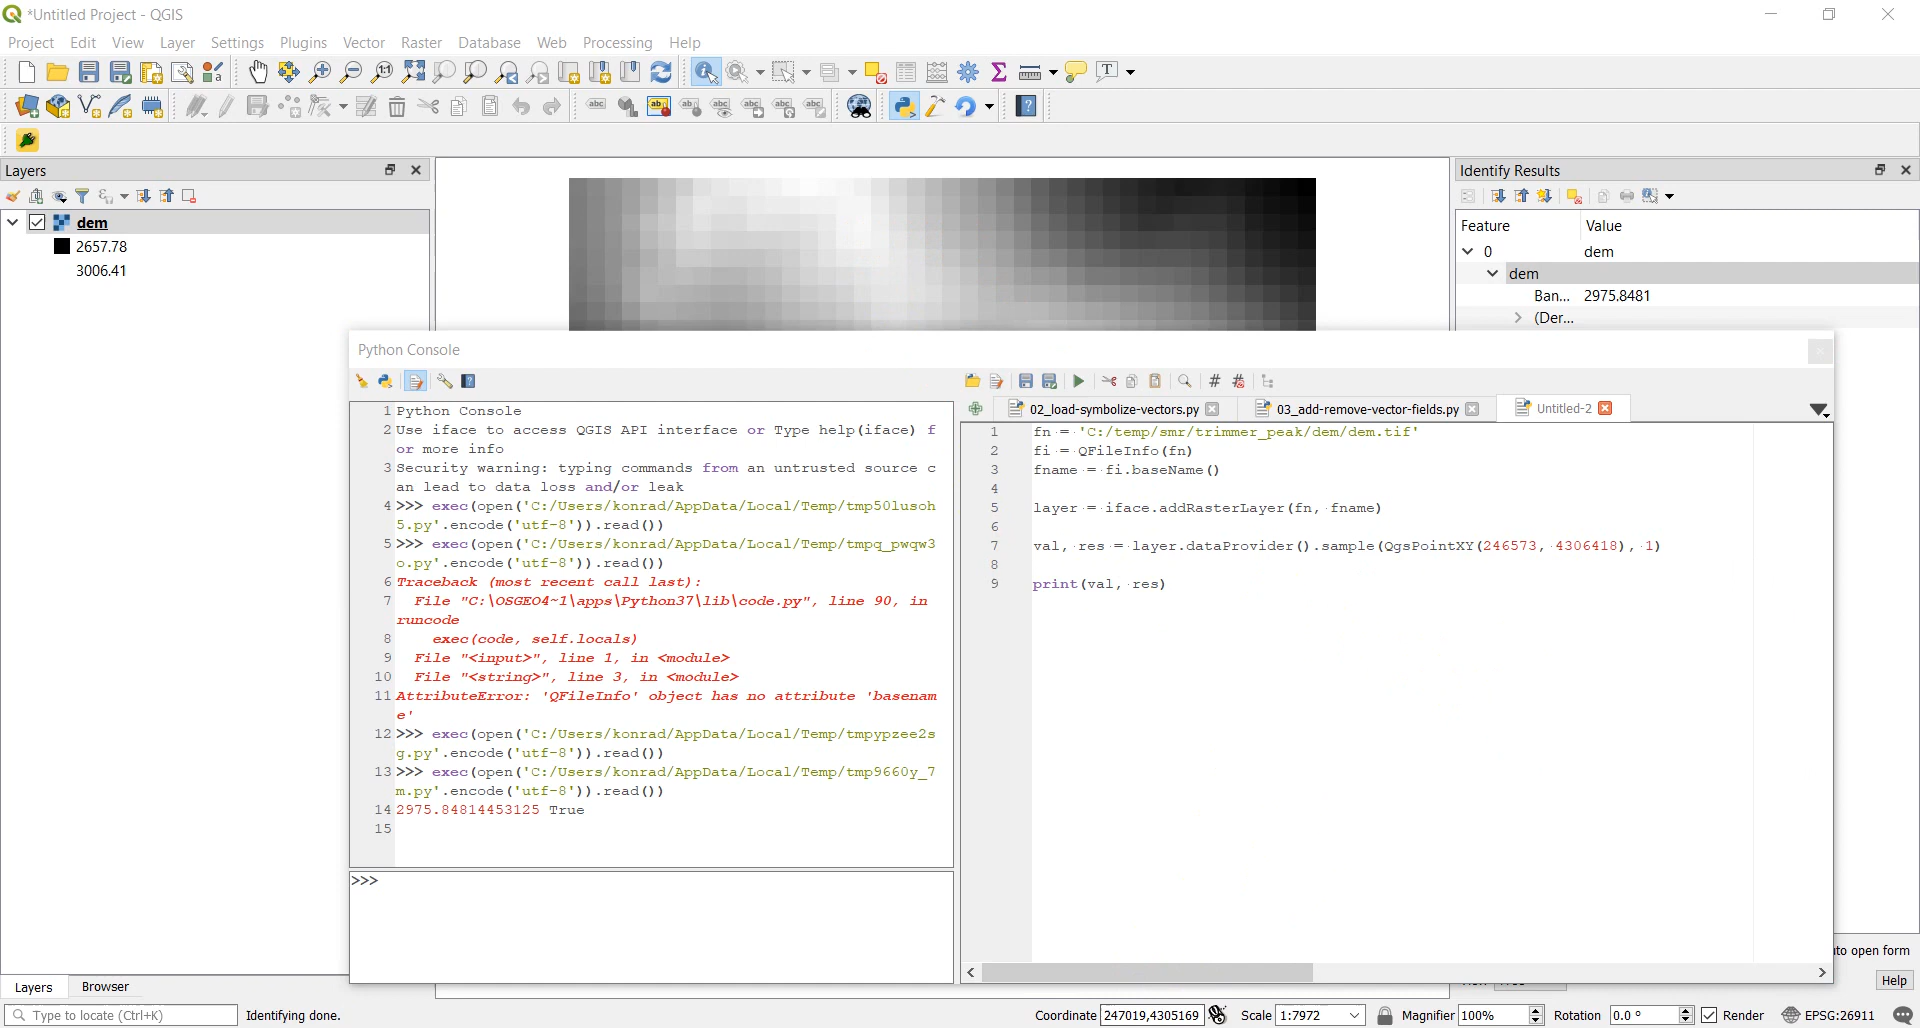 *Untitled Project - QGIS
Project Edit View Layer Settings Plugins Vector Raster Database Web Processing Help
Layers
dem
2657.78
3006.41
Identify Results
Feature Value
0 dem
dem
Ban... 2975.8481
(Der...
Python Console
02_load-symbolize-vectors.py
03_add-remove-vector-fields.py
Untitled-2
1 Python Console
2 Use iface to access QGIS API interface or Type help(iface) f
or more info
3 Security warning: typing commands from an untrusted source c
an lead to data loss and/or leak
4 >>> exec(open('C:/Users/konrad/AppData/Local/Temp/tmp50lusoh
5.py'.encode('utf-8')).read())
5 >>> exec(open('C:/Users/konrad/AppData/Local/Temp/tmpq_pwqw3
o.py'.encode('utf-8')).read())
6 Traceback (most recent call last):
7 File "C:\OSGEO4~1\apps\Python37\lib\code.py", line 90, in
runcode
8 exec(code, self.locals)
9 File "<input>", line 1, in <module>
10 File "<string>", line 3, in <module>
11 AttributeError: 'QFileInfo' object has no attribute 'basenam
e'
12 >>> exec(open('C:/Users/konrad/AppData/Local/Temp/tmpypzee2s
g.py'.encode('utf-8')).read())
13 >>> exec(open('C:/Users/konrad/AppData/Local/Temp/tmp9660y_7
m.py'.encode('utf-8')).read())
14 2975.84814453125 True
15
>>>
1 fn = 'C:/temp/smr/trimmer_peak/dem/dem.tif'
2 fi = QFileInfo(fn)
3 fname = fi.baseName()
4
5 layer = iface.addRasterLayer(fn, fname)
6
7 val, res = layer.dataProvider().sample(QgsPointXY(246573, 4306418), 1)
8
9 print(val, res)
to open form
Help
Layers Browser
Type to locate (Ctrl+K) Identifying done. Coordinate 247019,4305169 Scale 1:7972 Magnifier 100% Rotation 0.0 ° Render EPSG:26911